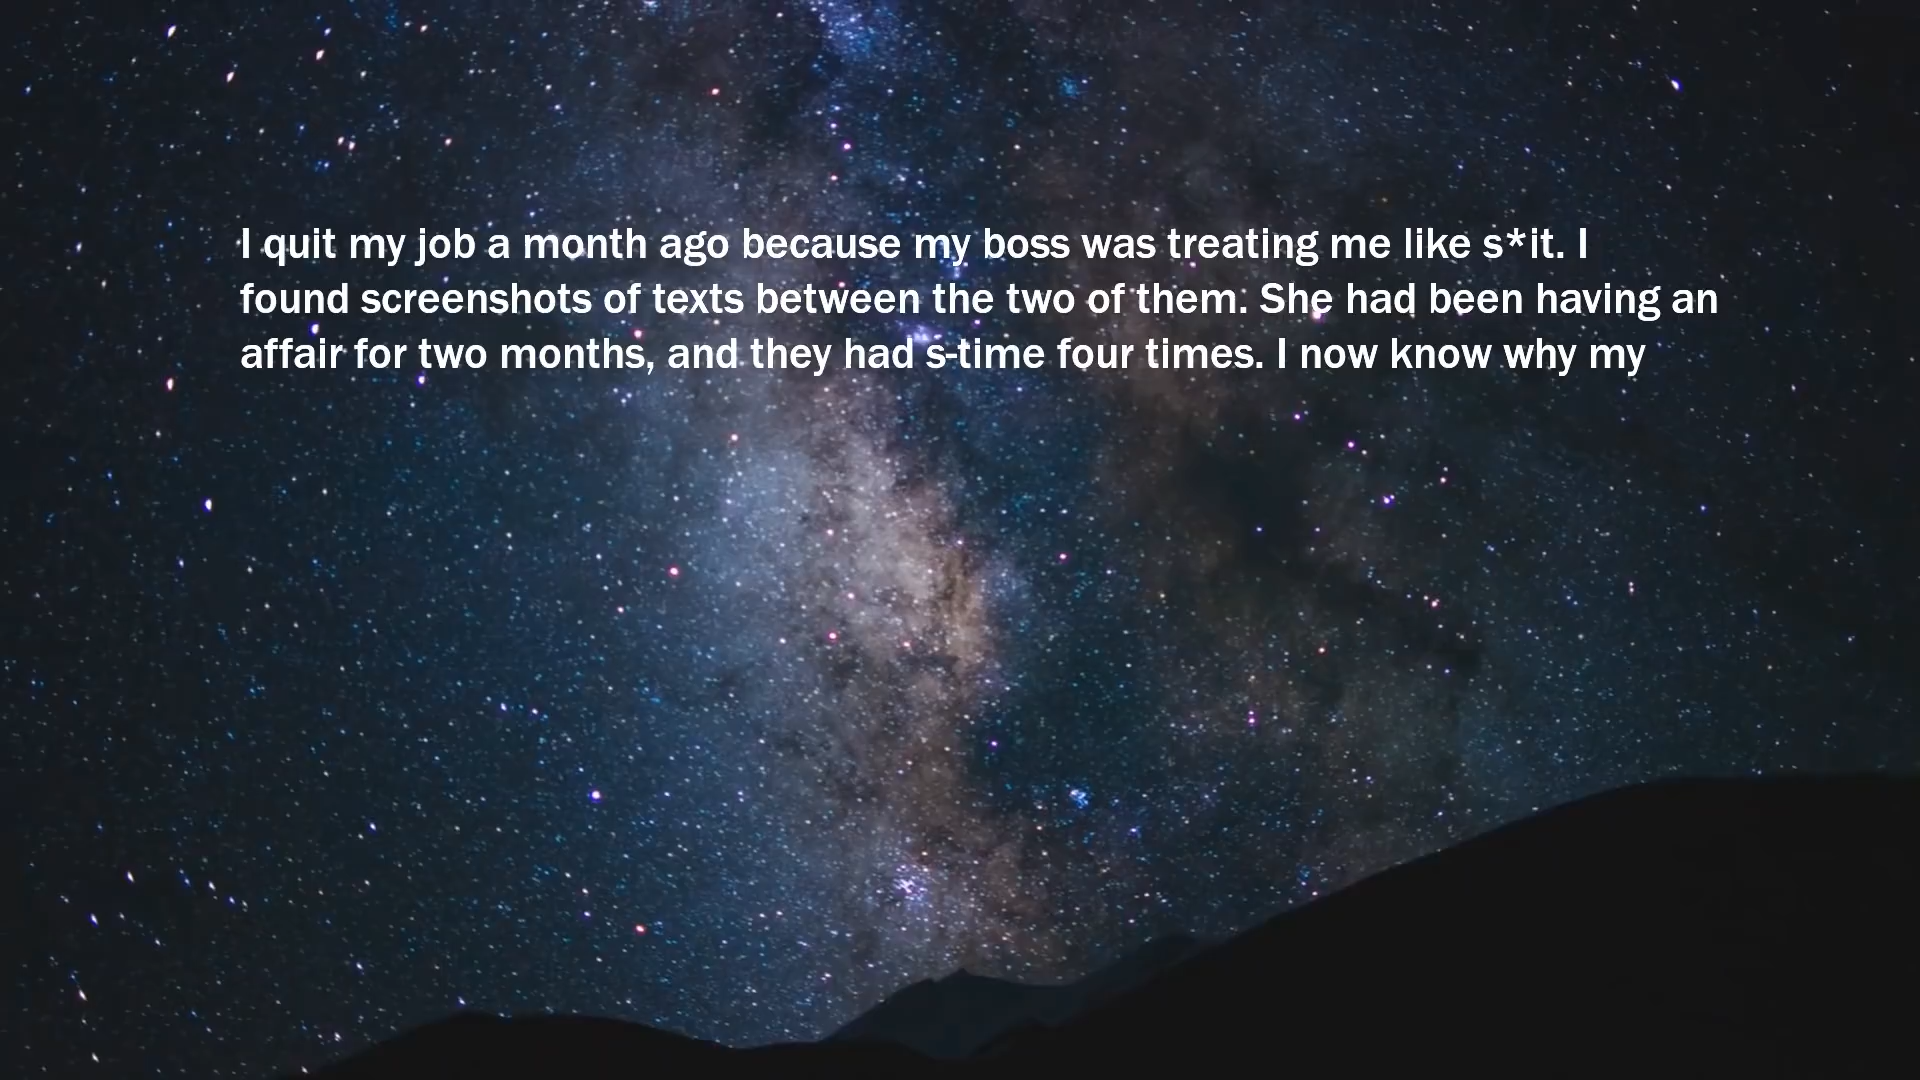 I quit my job a month ago because my boss was treating me like s*it. I
found screenshots of texts between the two of them. She had been having an
affair for two months, and they had s-time four times. I now know why my